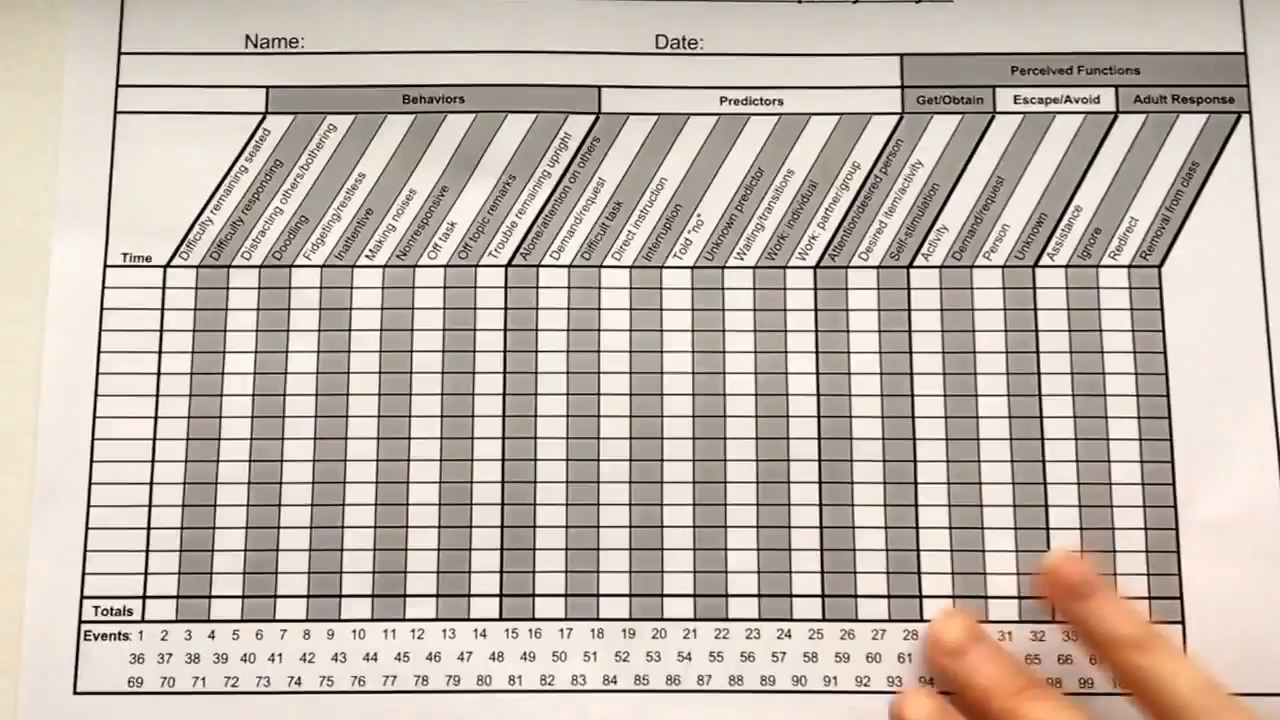 Name: Date:
Perceived Functions
Behaviors Predictors Get/Obtain Escape/Avoid Adult Response
Difficulty remaining seated
Difficulty responding
Distracting others/bothering
Doodling
Fidgeting/restless
Inattentive
Making noises
Nonresponsive
Off task
Off topic remarks
Trouble remaining upright
Alone/attention on others
Demand/request
Difficult task
Direct instruction
Interruption
Told "no"
Unknown predictor
Waiting/transitions
Work: individual
Work: partner/group
Attention/desired person
Desired item/activity
Self-stimulation
Activity
Demand/request
Person
Unknown
Assistance
Ignore
Redirect
Removal from class
Time
Totals
Events: 1 2 3 4 5 6 7 8 9 10 11 12 13 14 15 16 17 18 19 20 21 22 23 24 25 26 27 28 31 32 33
36 37 38 39 40 41 42 43 44 45 46 47 48 49 50 51 52 53 54 55 56 57 58 59 60 61 65 66
69 70 71 72 73 74 75 76 77 78 79 80 81 82 83 84 85 86 87 88 89 90 91 92 93 94 98 99